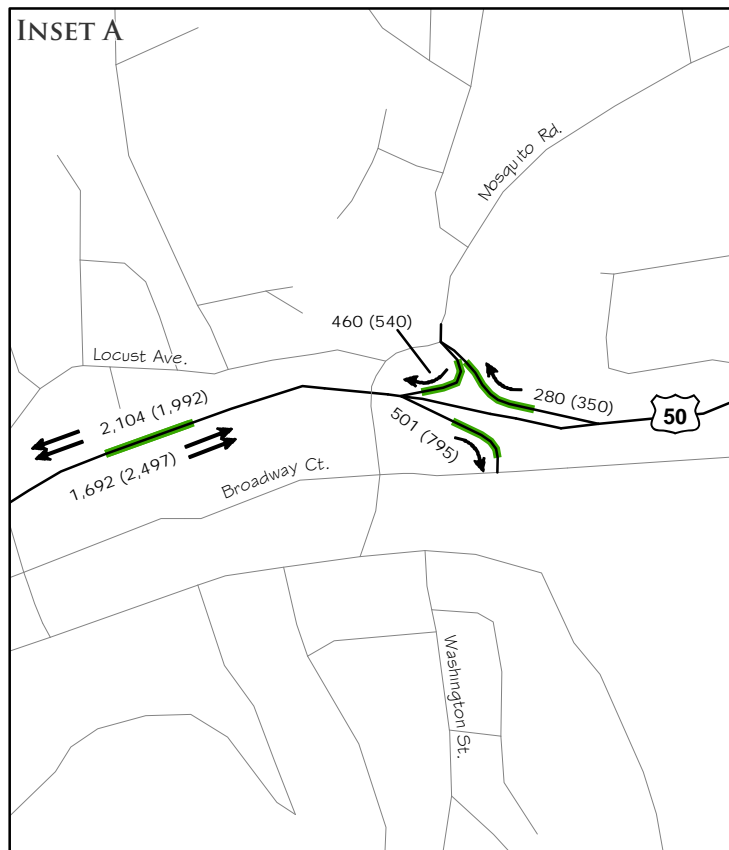 INSET A
Mosquito Rd.
460 (540)
Locust Ave.
280 (350)
2,104 (1,992)
50
501 (795)
1,692 (2,497)
Broadway Ct.
Washington St.